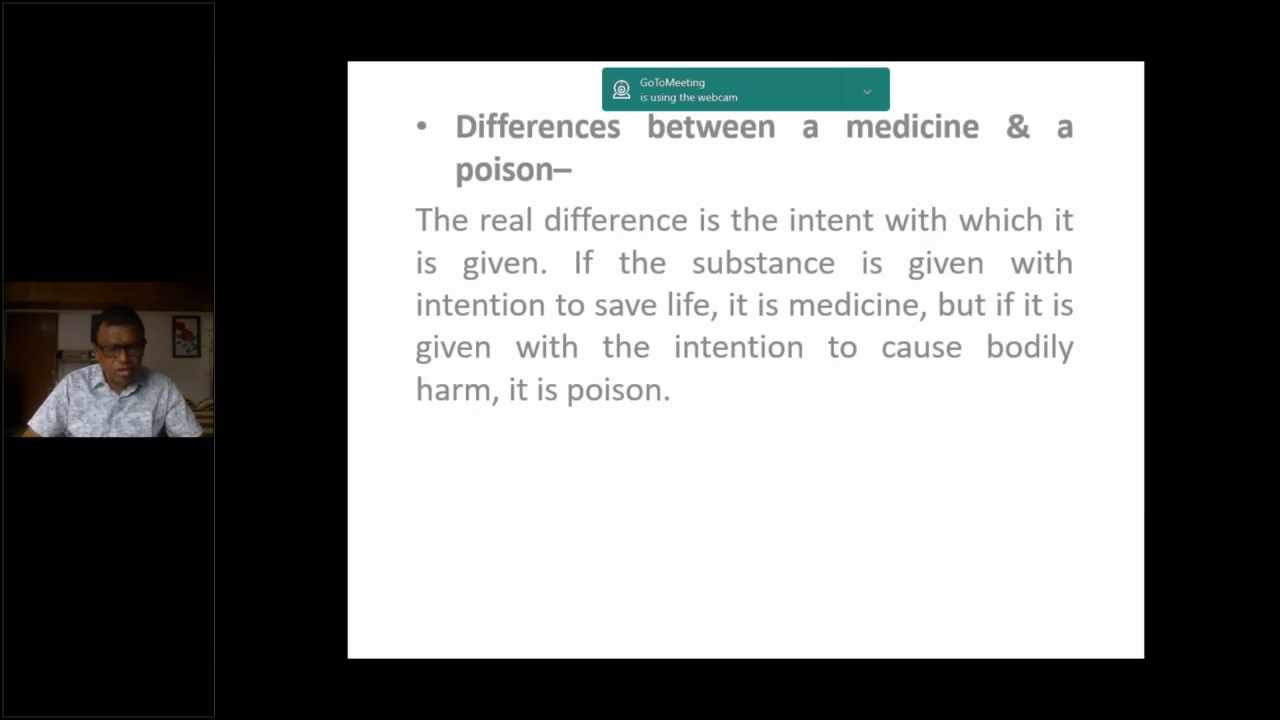 GoToMeeting
is using the webcam
• Differences between a medicine & a
poison–
The real difference is the intent with which it
is given. If the substance is given with
intention to save life, it is medicine, but if it is
given with the intention to cause bodily
harm, it is poison.